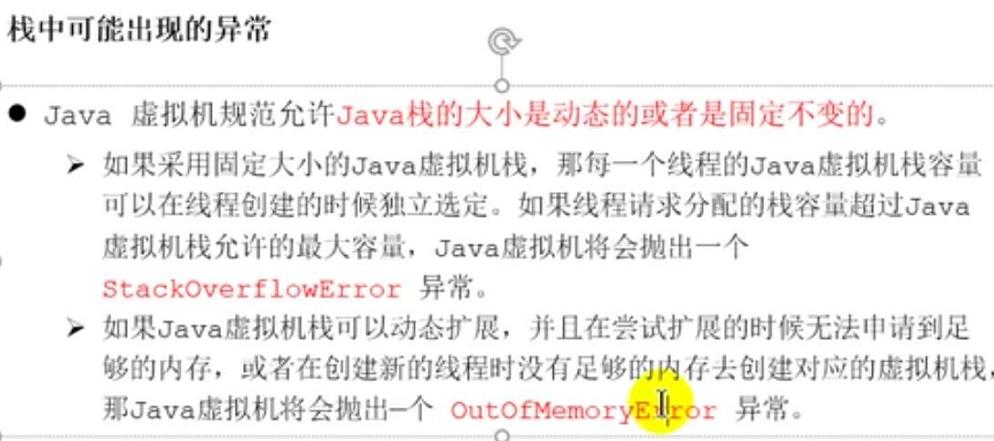 栈中可能出现的异常
● Java 虚拟机规范允许Java栈的大小是动态的或者是固定不变的。
➢ 如果采用固定大小的Java虚拟机栈，那每一个线程的Java虚拟机栈容量
可以在线程创建的时候独立选定。如果线程请求分配的栈容量超过Java
虚拟机栈允许的最大容量，Java虚拟机将会抛出一个
StackOverflowError 异常。
➢ 如果Java虚拟机栈可以动态扩展，并且在尝试扩展的时候无法申请到足
够的内存，或者在创建新的线程时没有足够的内存去创建对应的虚拟机栈，
那Java虚拟机将会抛出一个 OutOfMemoryError 异常。